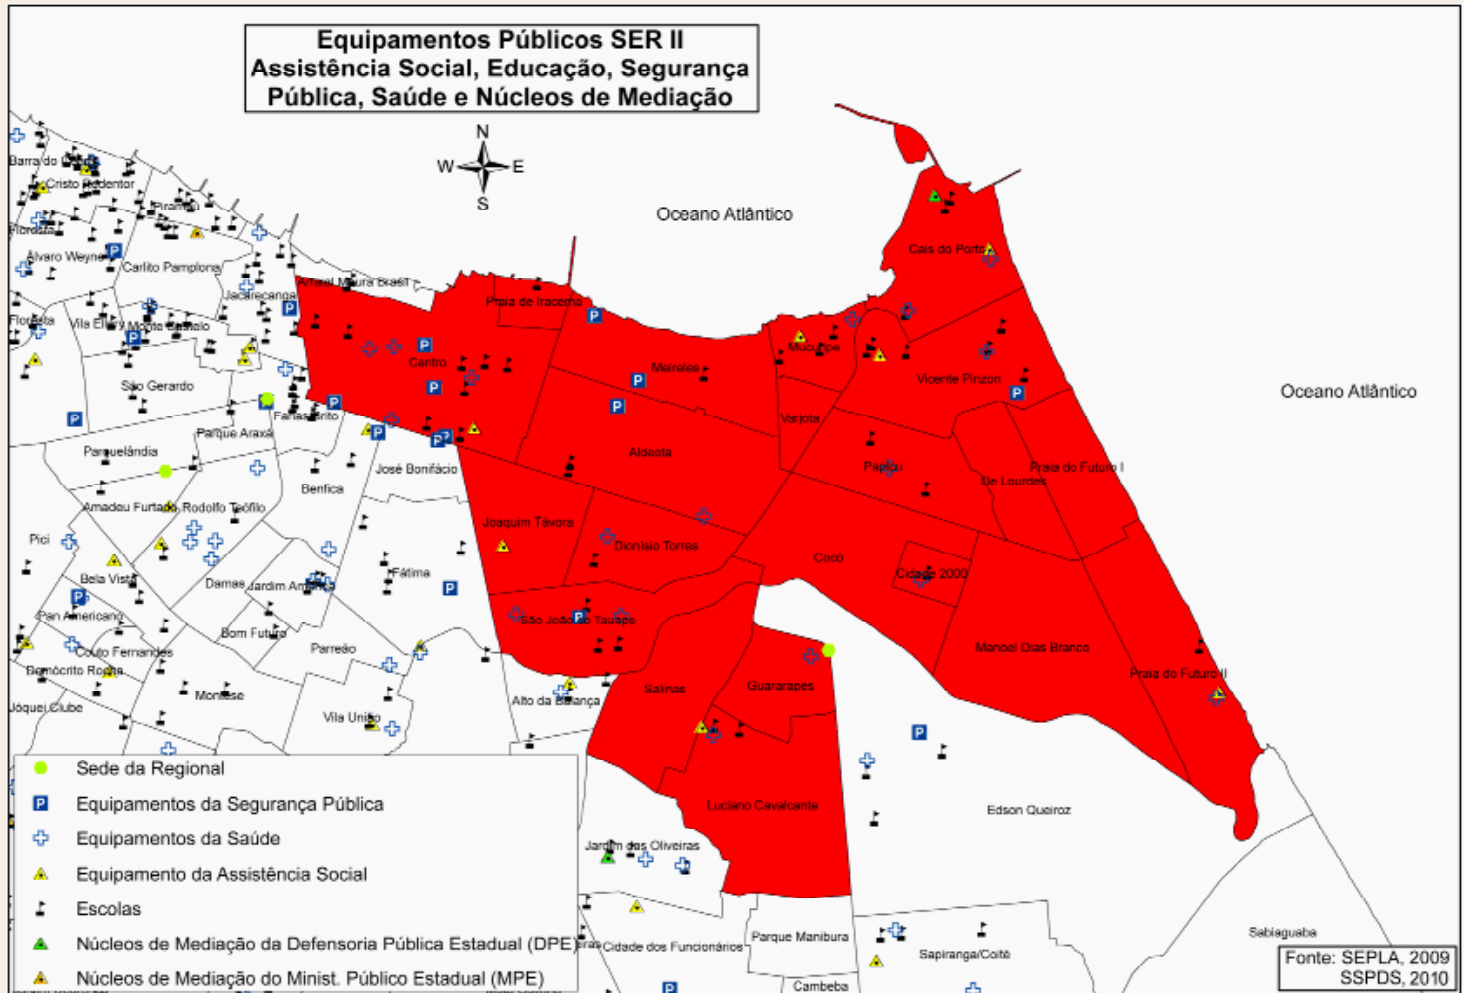 Equipamentos Públicos SER II
Assistência Social, Educação, Segurança
Pública, Saúde e Núcleos de Mediação
N
W E
S
Oceano Atlântico
Oceano Atlântico
Barra do
Cristo Redentor
Pirambu
Floresta
Álvaro Weyne
Carlito Pamplona
Jacarecanga
Arraial Moura Brasil
Praia de Iracema
Cais do Porto
Floresta
Vila Ellery
Monte Castelo
Centro
Meireles
Mucuripe
Vicente Pinzon
São Gerardo
Farias Brito
Varjota
Parque Araxá
Parquelândia
José Bonifácio
Aldeota
Papicu
Praia do Futuro I
De Lourdes
Benfica
Amadeu Furtado
Rodolfo Teófilo
Joaquim Távora
Dionísio Torres
Pici
Coco
Cidade 2000
Bela Vista
Damas
Jardim América
Fátima
Pan Americano
Bom Futuro
São João do Tauape
Couto Fernandes
Parreão
Manoel Dias Branco
Demócrito Rocha
Salinas
Guararapes
Praia do Futuro II
Jóquei Clube
Montese
Vila União
Alto da Balança
Luciano Cavalcante
Edson Queiroz
Jardim das Oliveiras
Cidade dos Funcionários
Parque Manibura
Sapiranga/Coité
Sabiaguaba
Cambeba
Sede da Regional
P Equipamentos da Segurança Pública
Equipamentos da Saúde
Equipamento da Assistência Social
Escolas
Núcleos de Mediação da Defensoria Pública Estadual (DPE)
Núcleos de Mediação do Minist. Público Estadual (MPE)
Fonte: SEPLA, 2009
SSPDS, 2010